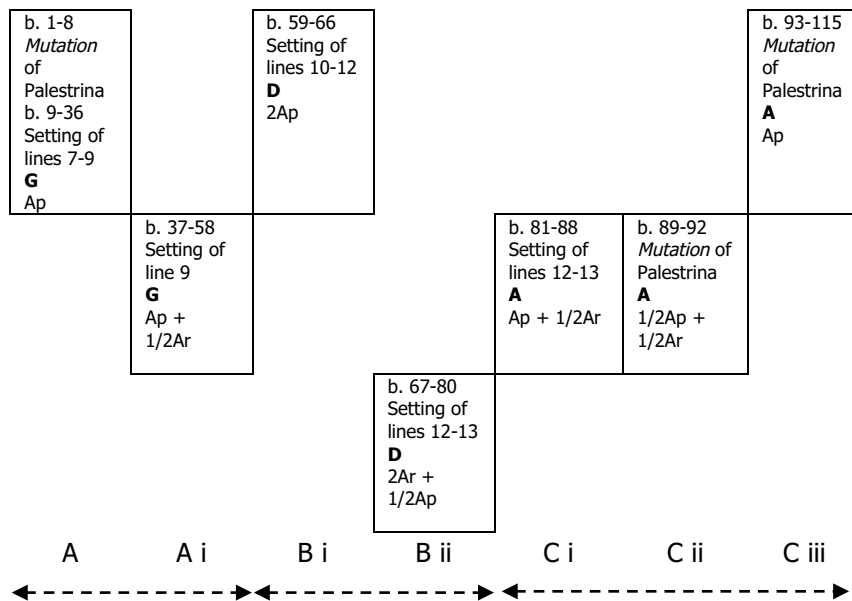 b. 1-8
Mutation
of
Palestrina
b. 9-36
Setting of
lines 7-9
G
Ap
b. 37-58
Setting of
line 9
G
Ap +
1/2Ar
b. 59-66
Setting of
lines 10-12
D
2Ap
b. 67-80
Setting of
lines 12-13
D
2Ar +
1/2Ap
b. 81-88
Setting of
lines 12-13
A
Ap + 1/2Ar
b. 89-92
Mutation of
Palestrina
A
1/2Ap +
1/2Ar
b. 93-115
Mutation
of
Palestrina
A
Ap
A A i B i B ii C i C ii C iii